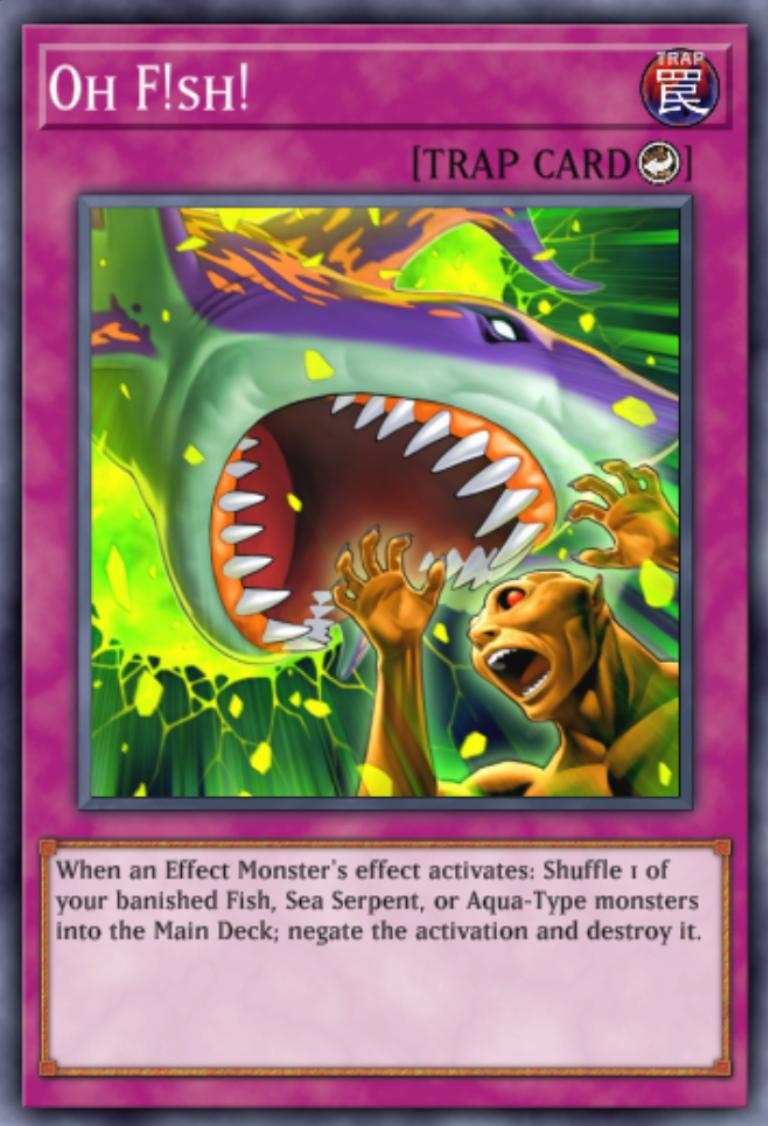 OH F!SH!
TRAP
罠
[TRAP CARD]
When an Effect Monster's effect activates: Shuffle 1 of
your banished Fish, Sea Serpent, or Aqua-Type monsters
into the Main Deck; negate the activation and destroy it.